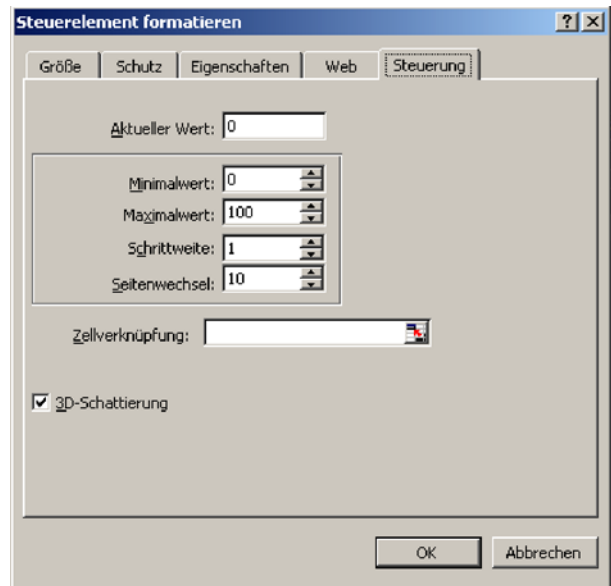 Steuerelement formatieren
Größe Schutz Eigenschaften Web Steuerung
Aktueller Wert: 0
Minimalwert: 0
Maximalwert: 100
Schrittweite: 1
Seitenwechsel: 10
Zellverknüpfung:
3D-Schattierung
OK Abbrechen